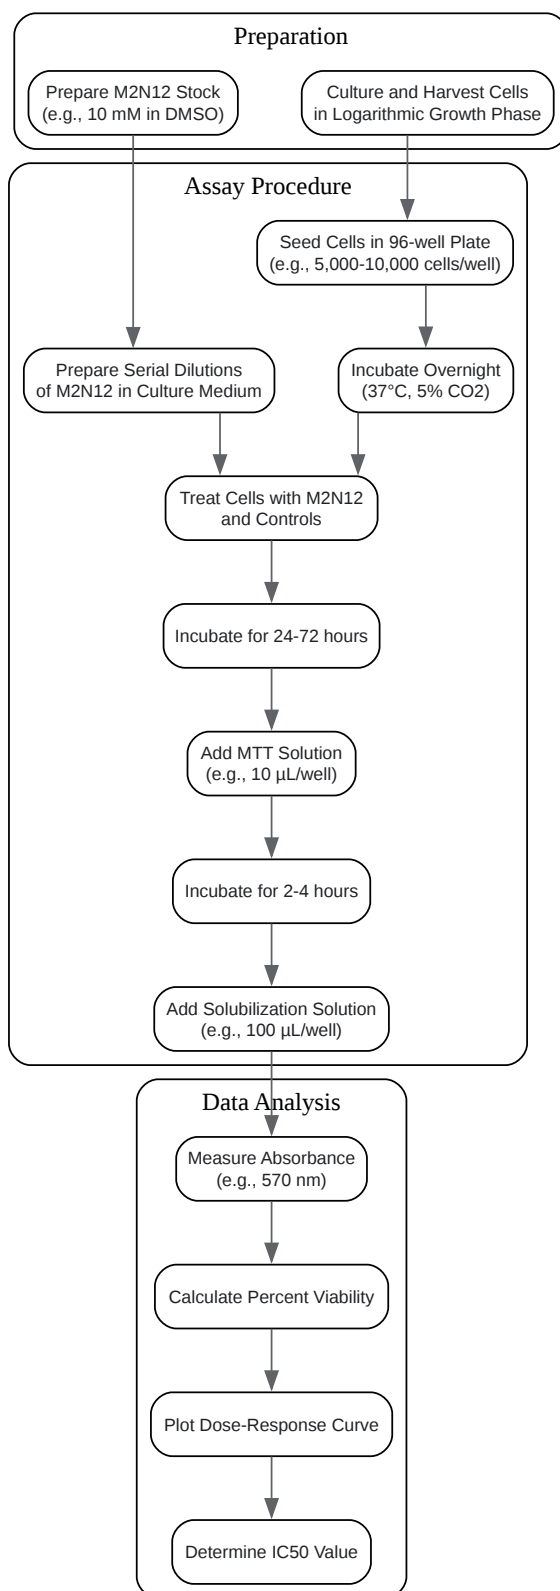 Preparation
Prepare M2N12 Stock
(e.g., 10 mM in DMSO)
Culture and Harvest Cells
in Logarithmic Growth Phase
Assay Procedure
Seed Cells in 96-well Plate
(e.g., 5,000-10,000 cells/well)
Prepare Serial Dilutions
of M2N12 in Culture Medium
Incubate Overnight
(37°C, 5% CO2)
Treat Cells with M2N12
and Controls
Incubate for 24-72 hours
Add MTT Solution
(e.g., 10 µL/well)
Incubate for 2-4 hours
Add Solubilization Solution
(e.g., 100 µL/well)
Data Analysis
Measure Absorbance
(e.g., 570 nm)
Calculate Percent Viability
Plot Dose-Response Curve
Determine IC50 Value